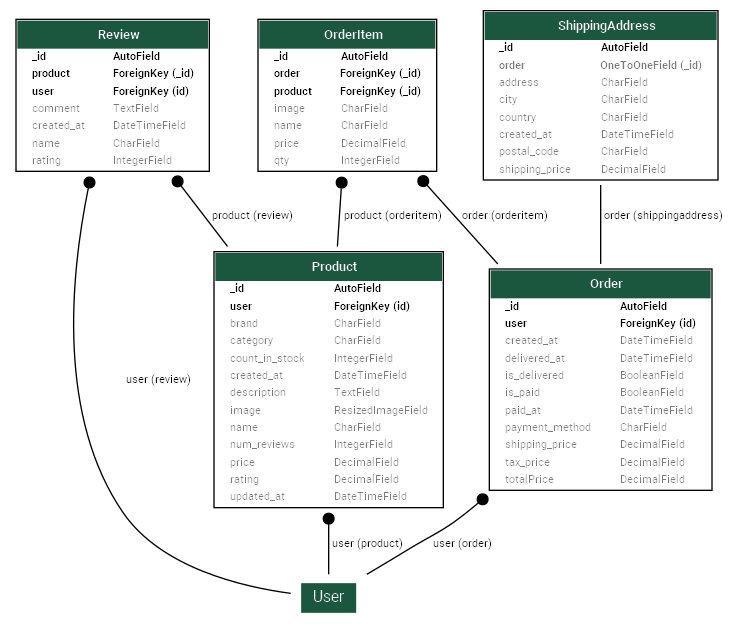 Review
_id AutoField
product ForeignKey (_id)
user ForeignKey (id)
comment TextField
created_at DateTimeField
name CharField
rating IntegerField
OrderItem
_id AutoField
order ForeignKey (_id)
product ForeignKey (_id)
image CharField
name CharField
price DecimalField
qty IntegerField
ShippingAddress
_id AutoField
order OneToOneField (_id)
address CharField
city CharField
country CharField
created_at DateTimeField
postal_code CharField
shipping_price DecimalField
product (review)
product (orderitem)
order (orderitem)
order (shippingaddress)
Product
_id AutoField
user ForeignKey (id)
brand CharField
category CharField
count_in_stock IntegerField
created_at DateTimeField
description TextField
image ResizedImageField
name CharField
num_reviews IntegerField
price DecimalField
rating DecimalField
updated_at DateTimeField
Order
_id AutoField
user ForeignKey (id)
created_at DateTimeField
delivered_at DateTimeField
is_delivered BooleanField
is_paid BooleanField
paid_at DateTimeField
payment_method CharField
shipping_price DecimalField
tax_price DecimalField
totalPrice DecimalField
user (review)
user (product)
user (order)
User